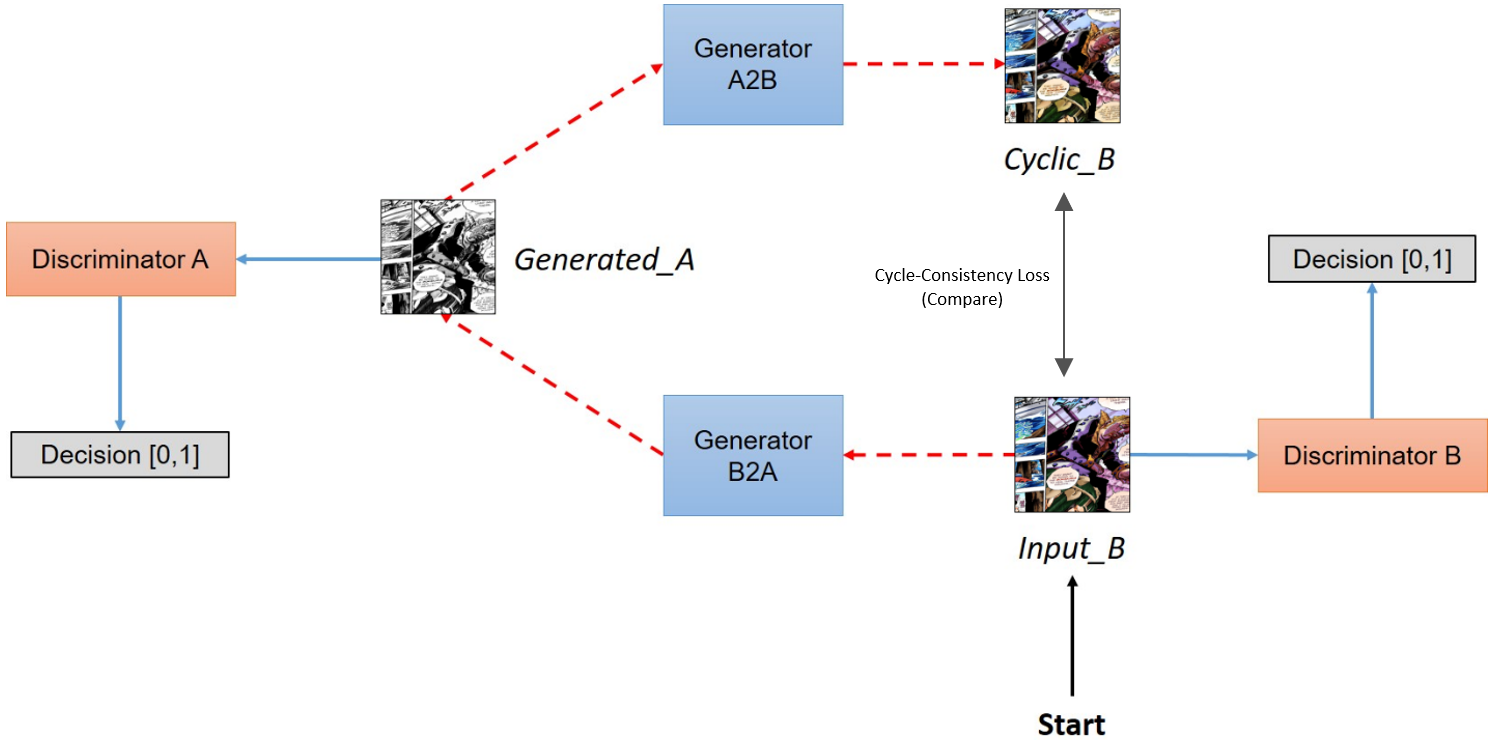 Generator
A2B
Cyclic_B
Discriminator A
Generated_A
Cycle-Consistency Loss
(Compare)
Decision [0,1]
Decision [0,1]
Generator
B2A
Discriminator B
Input_B
Start